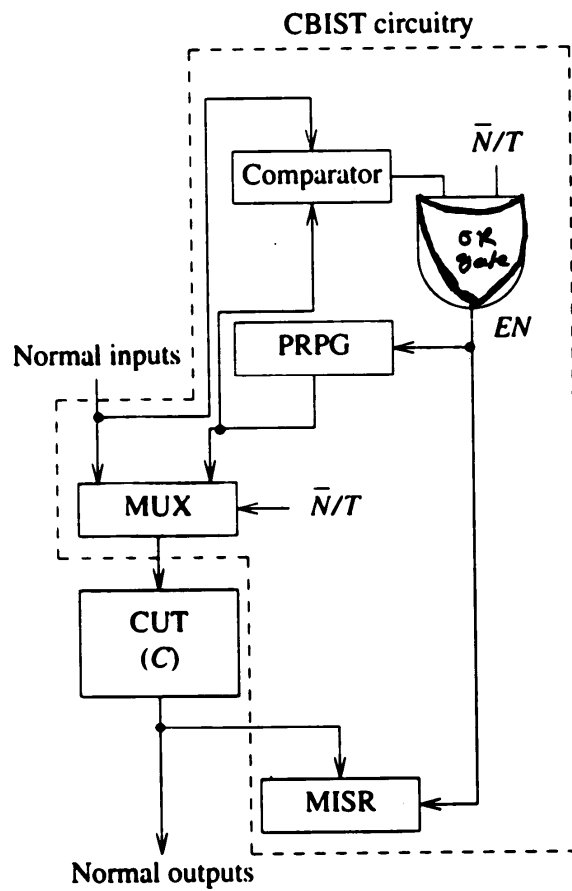 CBIST circuitry
N̅/T
Comparator
OR
gate
EN
PRPG
Normal inputs
MUX
N̅/T
CUT
(C)
MISR
Normal outputs